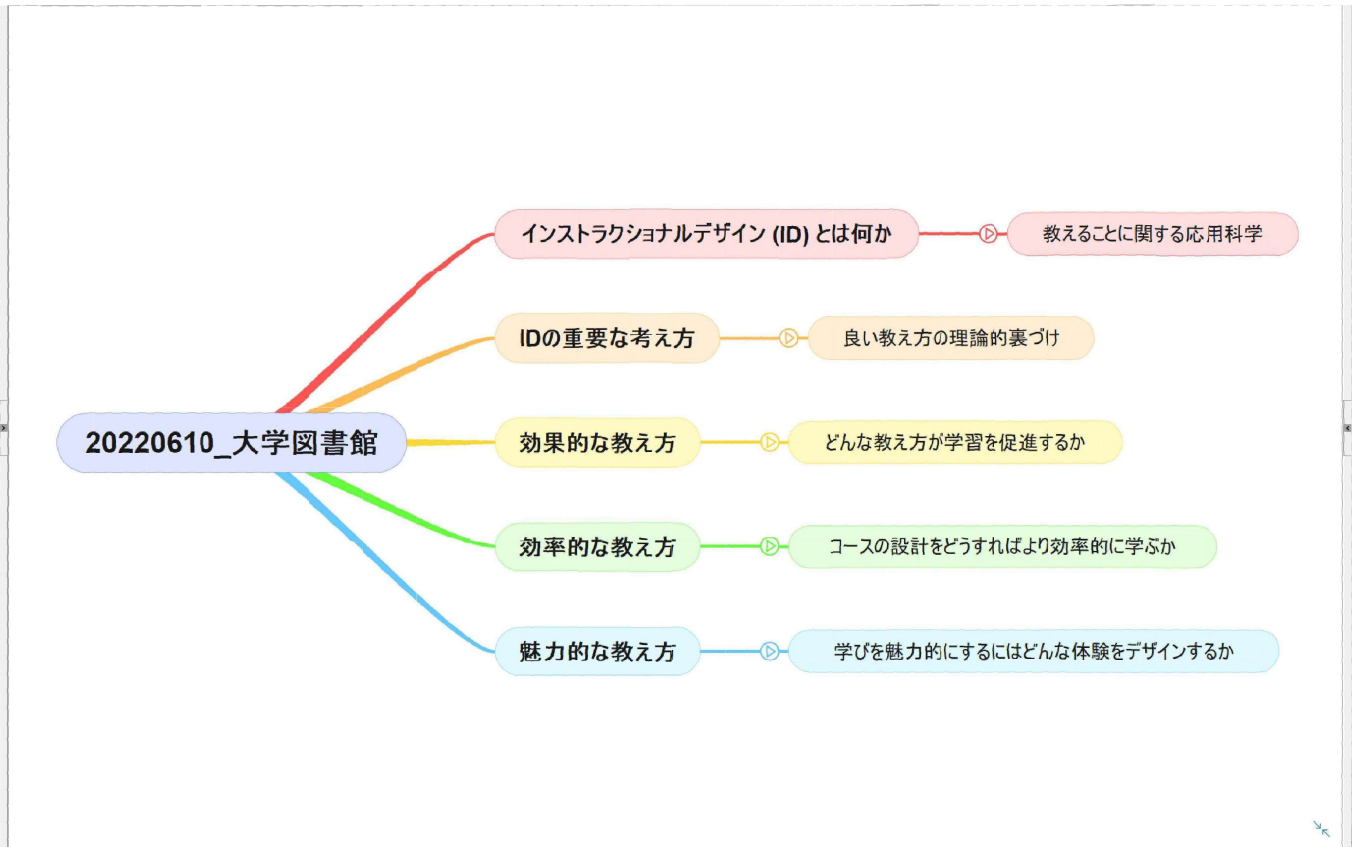 インストラクショナルデザイン (ID) とは何か
教えることに関する応用科学
IDの重要な考え方
良い教え方の理論的裏づけ
20220610_大学図書館
効果的な教え方
どんな教え方が学習を促進するか
効率的な教え方
コースの設計をどうすればより効率的に学ぶか
魅力的な教え方
学びを魅力的にするにはどんな体験をデザインするか